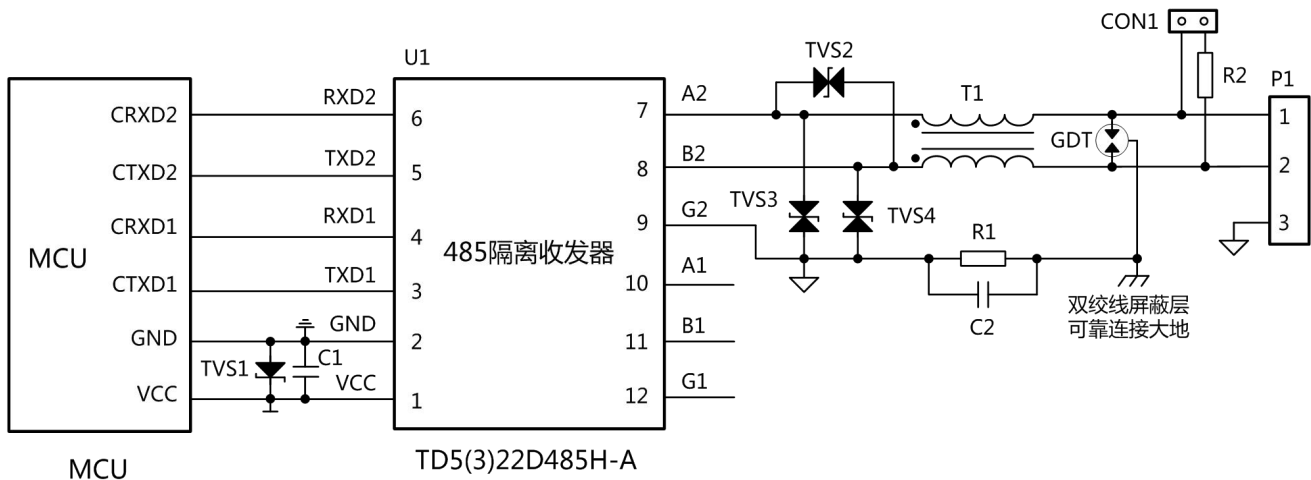 CON1
TVS2
U1
R2
P1
RXD2
A2
T1
CRXD2
6
7
1
GDT
TXD2
B2
CTXD2
5
8
2
RXD1
TVS3
G2
TVS4
CRXD1
4
9
3
MCU
485隔离收发器
R1
TXD1
A1
CTXD1
3
10
双绞线屏蔽层
可靠连接大地
C2
GND
GND
2
11
B1
TVS1
C1
VCC
VCC
1
12
G1
MCU
TD5(3)22D485H-A